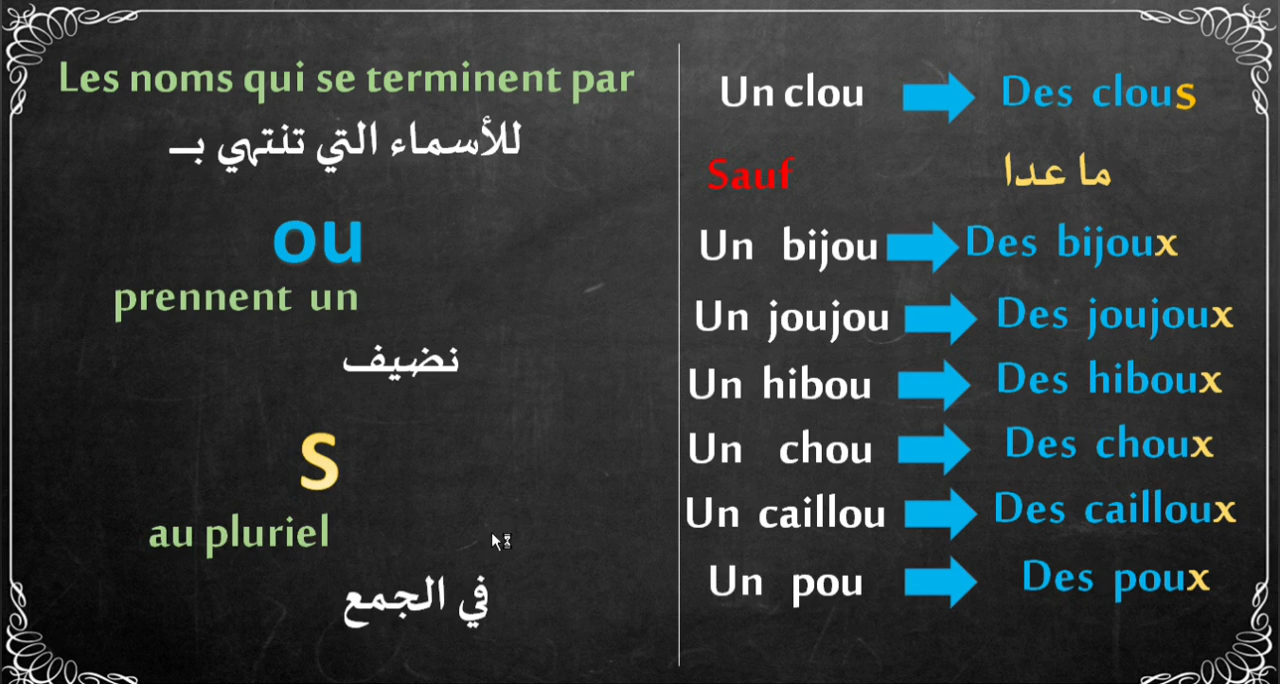 Les noms qui se terminent par
للأسماء التي تنتهي بـ
ou
prennent un
نضيف
s
au pluriel
في الجمع
Un clou Des clous
Sauf ما عدا
Un bijou Des bijoux
Un joujou Des joujoux
Un hibou Des hiboux
Un chou Des choux
Un caillou Des cailloux
Un pou Des poux